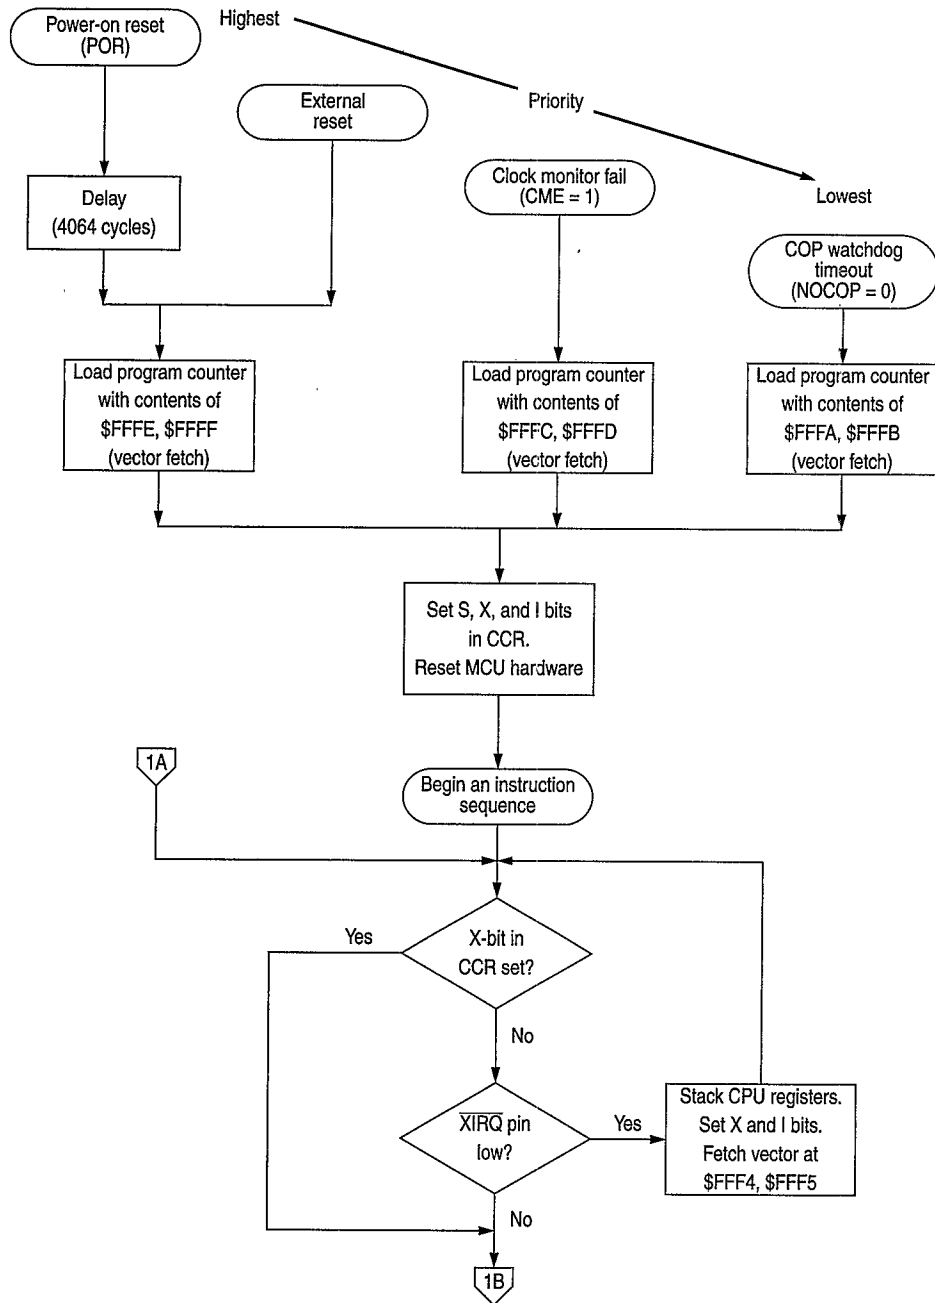 Power-on reset
(POR)
Highest
External
reset
Priority
Clock monitor fail
(CME = 1)
Lowest
Delay
(4064 cycles)
COP watchdog
timeout
(NOCOP = 0)
Load program counter
with contents of
$FFFE, $FFFF
(vector fetch)
Load program counter
with contents of
$FFFC, $FFFD
(vector fetch)
Load program counter
with contents of
$FFFA, $FFFB
(vector fetch)
Set S, X, and I bits
in CCR.
Reset MCU hardware
1A
Begin an instruction
sequence
X-bit in
CCR set?
Yes
No
XIRQ pin
low?
Yes
No
Stack CPU registers.
Set X and I bits.
Fetch vector at
$FFF4, $FFF5
1B